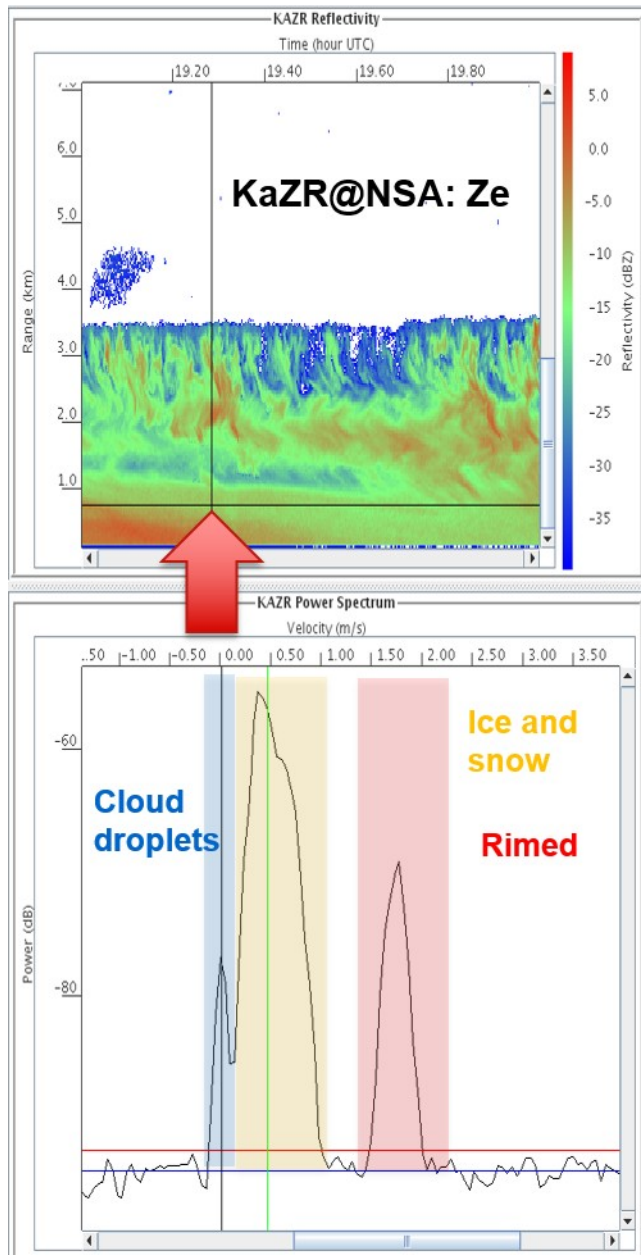 KAZR Reflectivity
Time (hour UTC)
19.20 19.40 19.60 19.80
6.0
5.0
4.0
3.0
2.0
1.0
Range (km)
KaZR@NSA: Ze
5.0
0.0
-5.0
-10
-15
-20
-25
-30
-35
Reflectivity (dBZ)
KAZR Power Spectrum
Velocity (m/s)
.50 -1.00 -0.50 0.00 0.50 1.00 1.50 2.00 2.50 3.00 3.50
-60
-80
Power (dB)
Cloud
droplets
Ice and
snow
Rimed